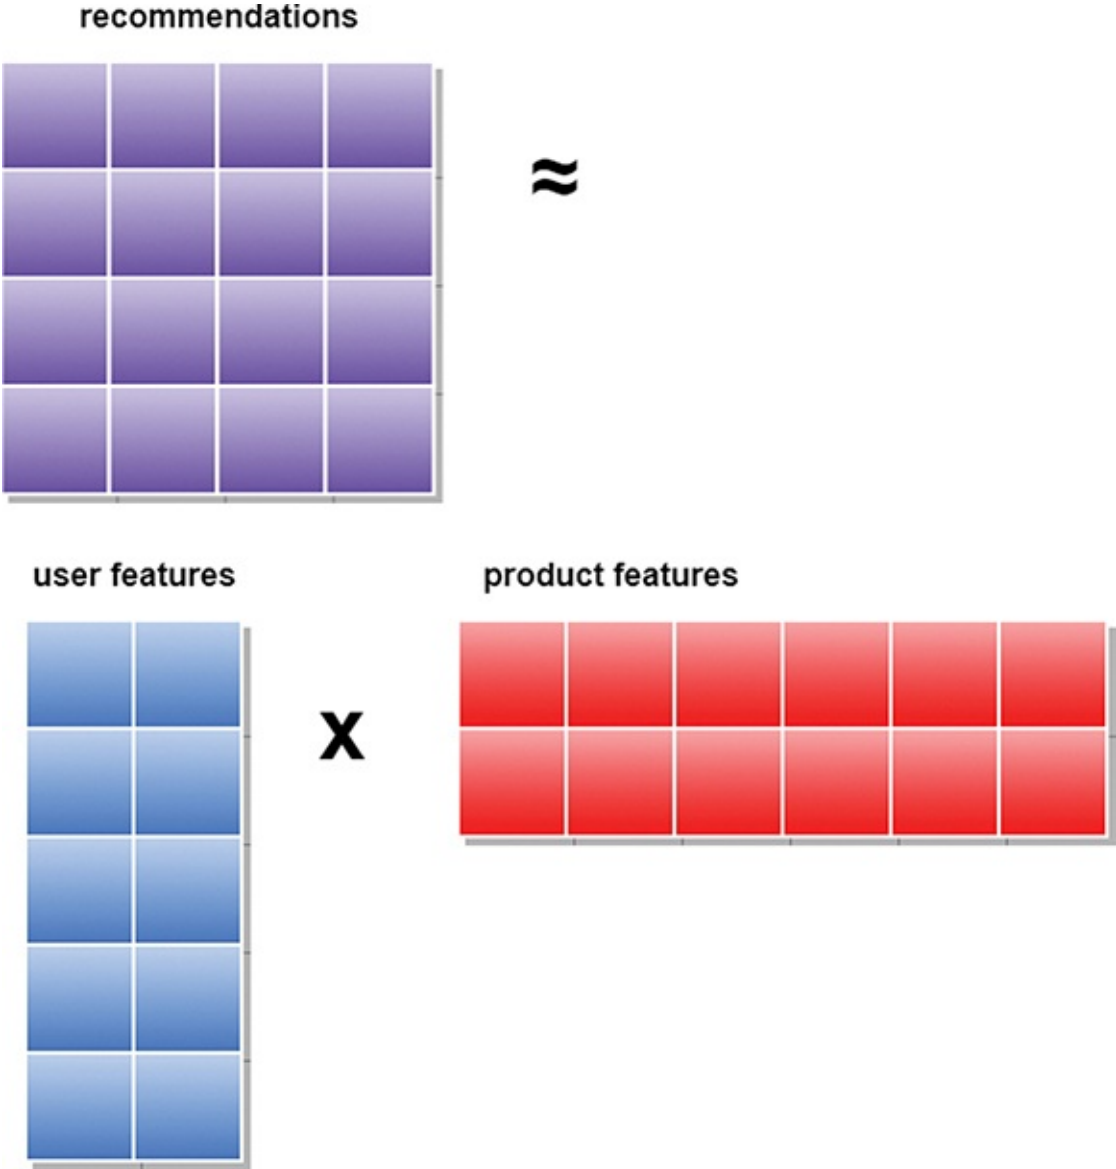 recommendations
≈
user features
product features
x